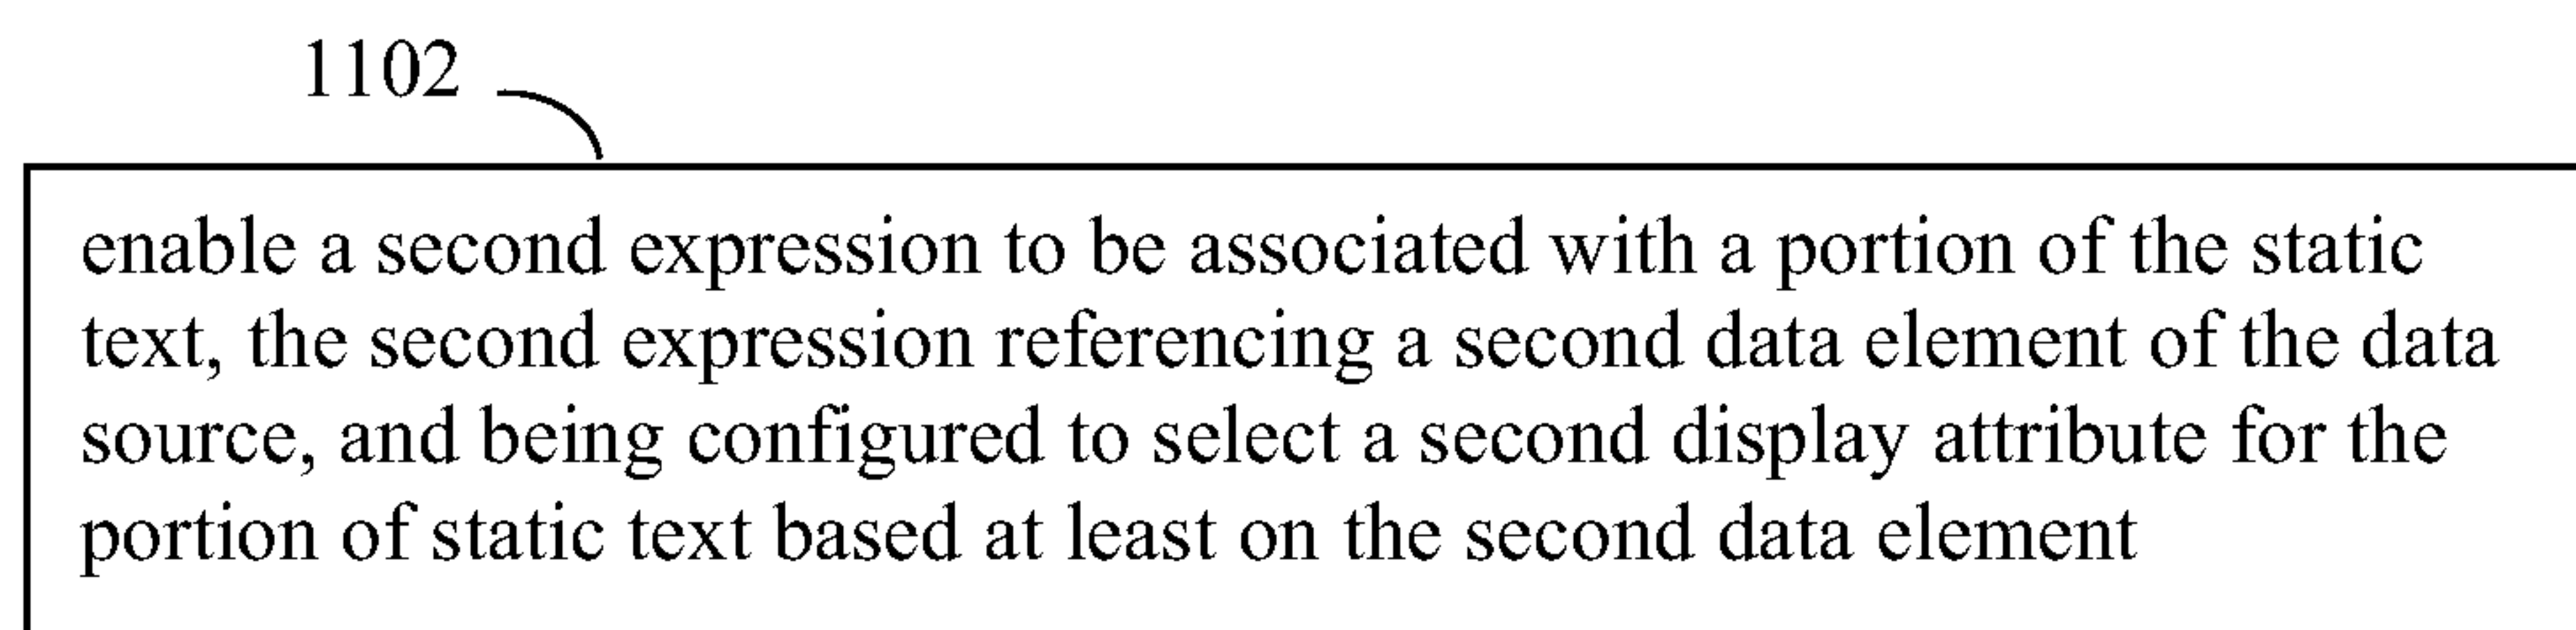 1102
enable a second expression to be associated with a portion of the static
text, the second expression referencing a second data element of the data
source, and being configured to select a second display attribute for the
portion of static text based at least on the second data element